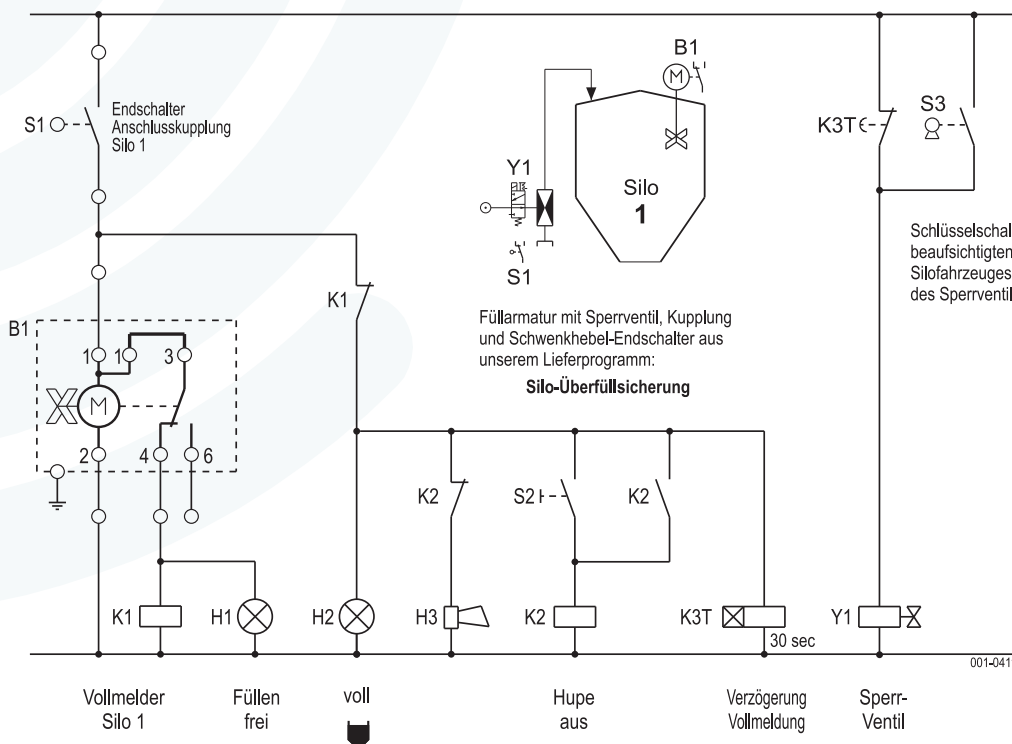 S1
Endschalter
Anschlusskupplung
Silo 1
B1
M
Y1
Silo
1
S1
K3T
S3
Schlüsselschal
beaufsichtigten
Silofahrzeuges
des Sperrventil
K1
Füllarmatur mit Sperrventil, Kupplung
und Schwenkhebel-Endschalter aus
unserem Lieferprogramm:
Silo-Überfüllsicherung
B1
1 1 3
M
2 4 6
K2 S2 K2
K1 H1 H2 H3 K2 K3T Y1
30 sec
001-041
Vollmelder
Silo 1
Füllen
frei
voll
Hupe
aus
Verzögerung
Vollmeldung
Sperr-
Ventil